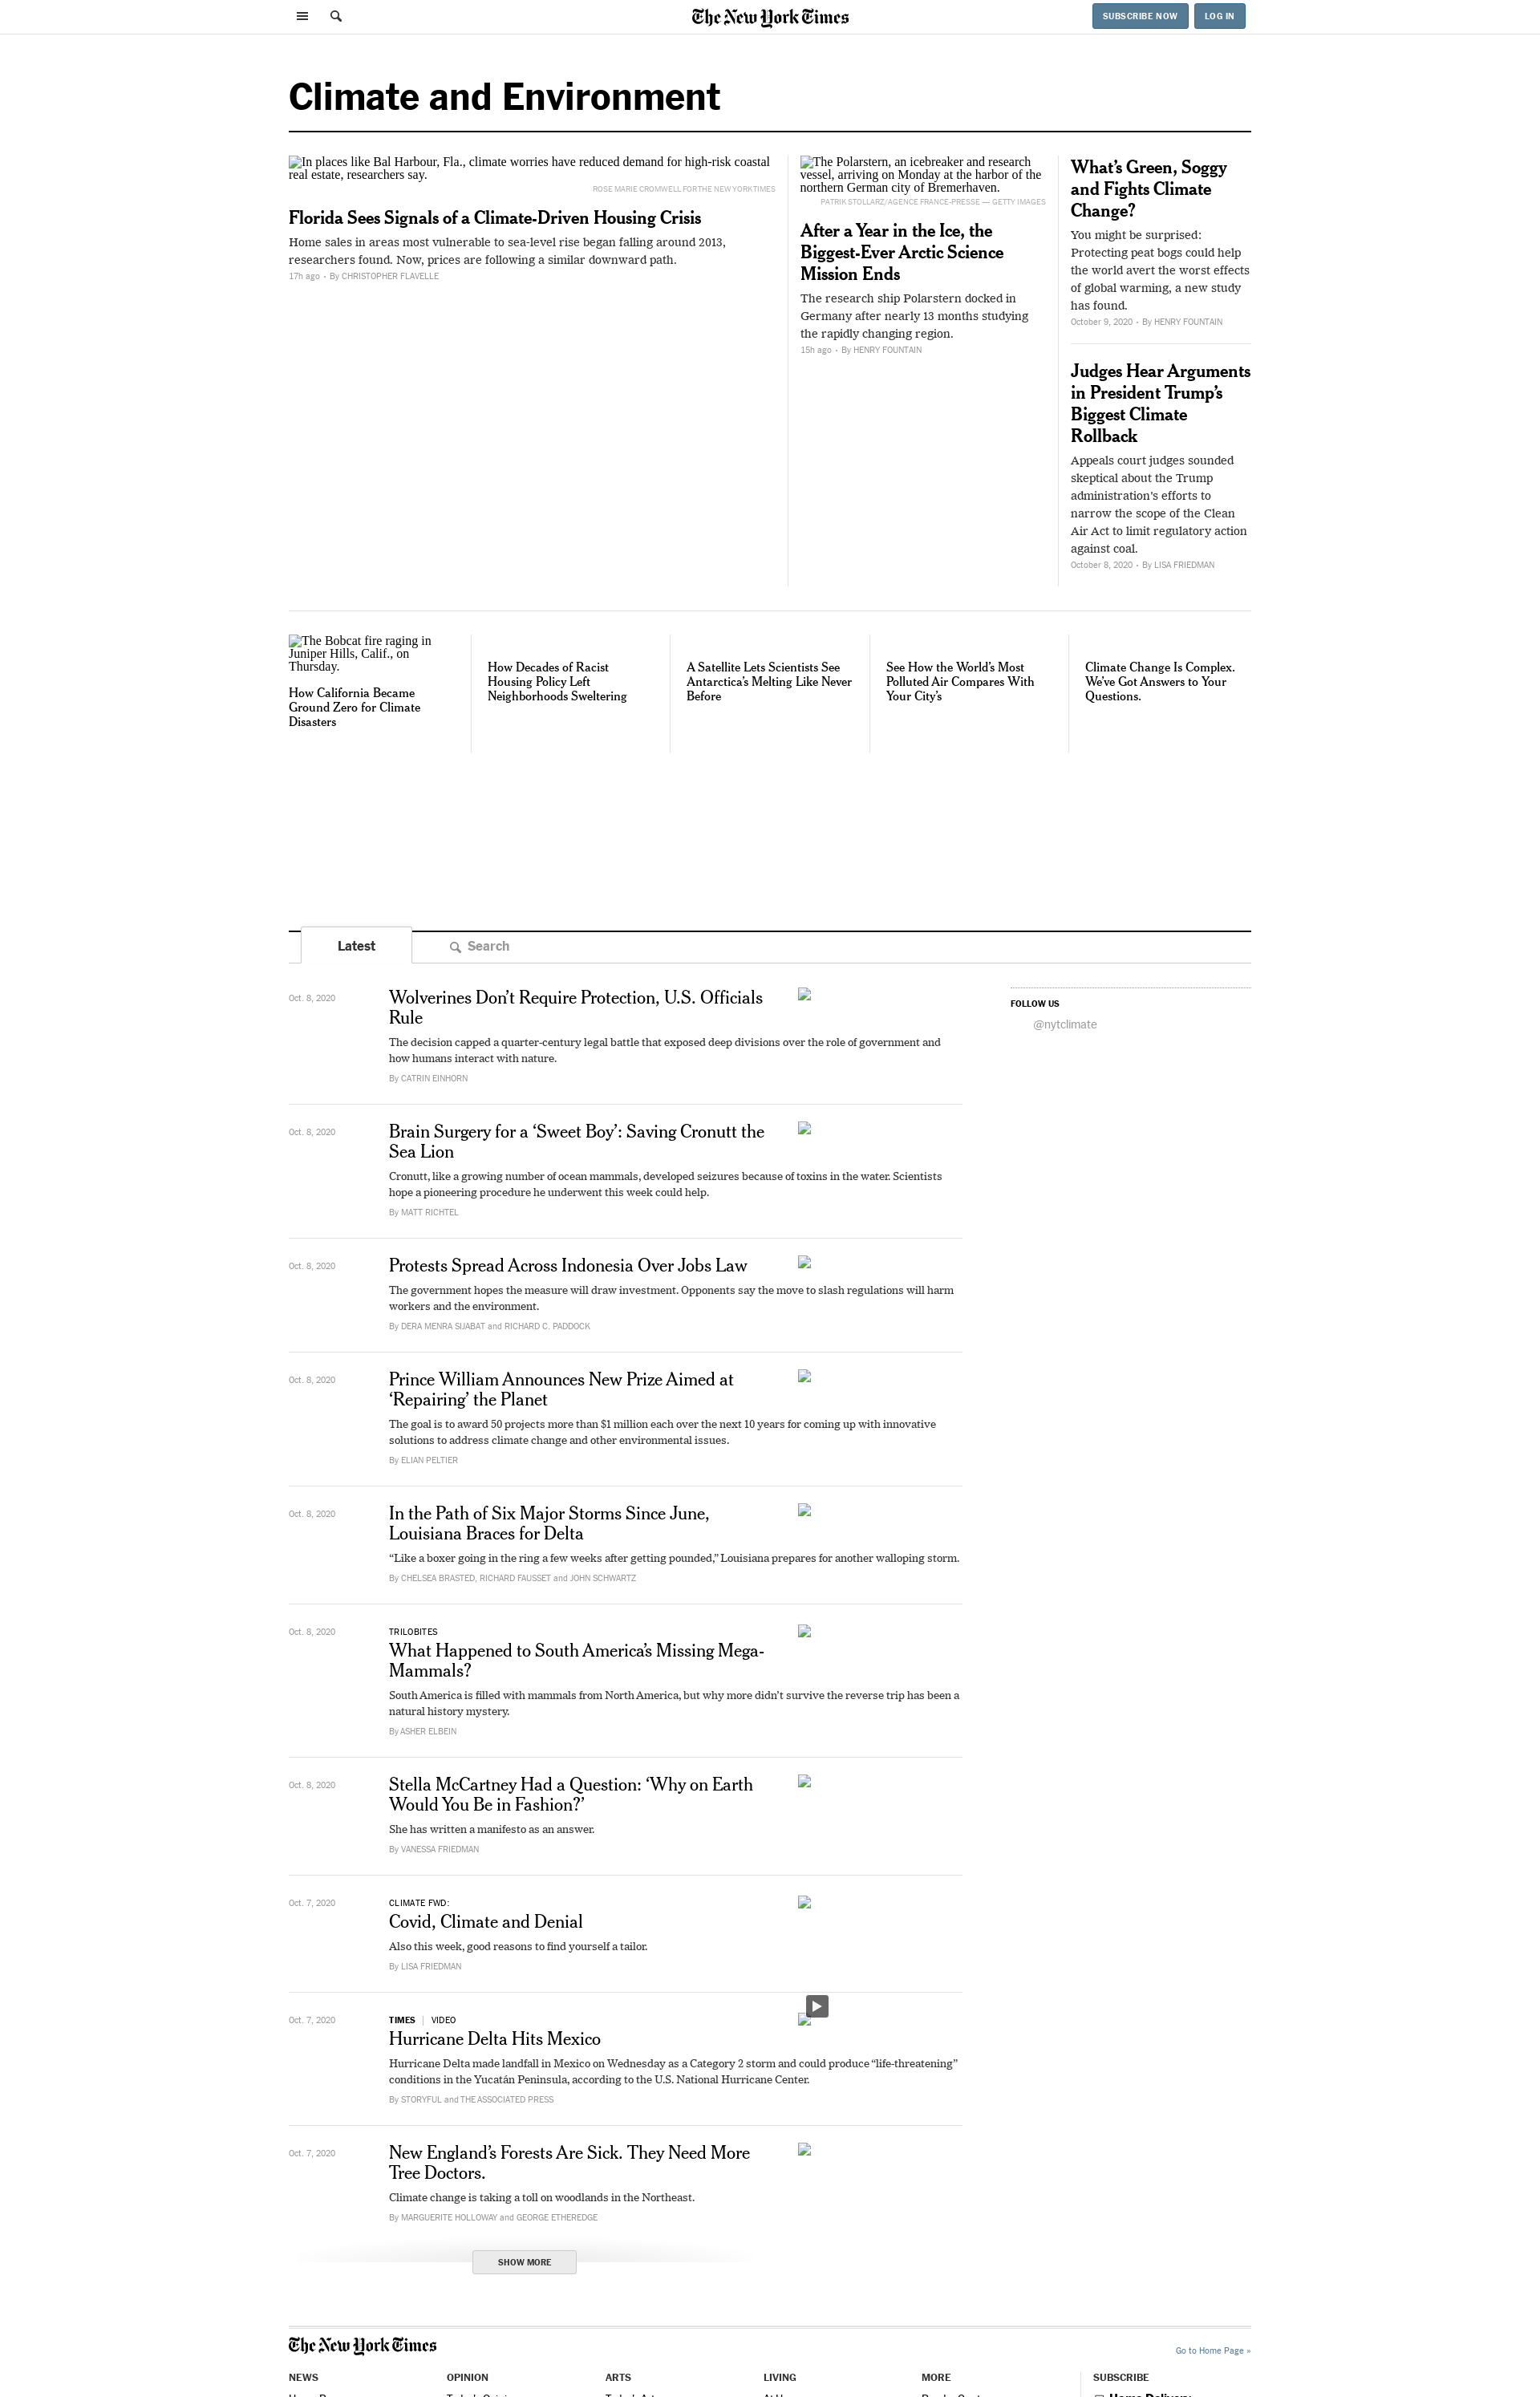 The New York Times
SUBSCRIBE NOW
LOG IN
Climate and Environment
In places like Bal Harbour, Fla., climate worries have reduced demand for high-risk coastal
real estate, researchers say.
ROSE MARIE CROMWELL FOR THE NEW YORK TIMES
Florida Sees Signals of a Climate-Driven Housing Crisis
Home sales in areas most vulnerable to sea-level rise began falling around 2013,
researchers found. Now, prices are following a similar downward path.
17h ago · By CHRISTOPHER FLAVELLE
The Polarstern, an icebreaker and research
vessel, arriving on Monday at the harbor of the
northern German city of Bremerhaven.
PATRIK STOLLARZ/AGENCE FRANCE-PRESSE — GETTY IMAGES
After a Year in the Ice, the
Biggest-Ever Arctic Science
Mission Ends
The research ship Polarstern docked in
Germany after nearly 13 months studying
the rapidly changing region.
15h ago · By HENRY FOUNTAIN
What’s Green, Soggy
and Fights Climate
Change?
You might be surprised:
Protecting peat bogs could help
the world avert the worst effects
of global warming, a new study
has found.
October 9, 2020 · By HENRY FOUNTAIN
Judges Hear Arguments
in President Trump’s
Biggest Climate
Rollback
Appeals court judges sounded
skeptical about the Trump
administration's efforts to
narrow the scope of the Clean
Air Act to limit regulatory action
against coal.
October 8, 2020 · By LISA FRIEDMAN
The Bobcat fire raging in
Juniper Hills, Calif., on
Thursday.
How California Became
Ground Zero for Climate
Disasters
How Decades of Racist
Housing Policy Left
Neighborhoods Sweltering
A Satellite Lets Scientists See
Antarctica’s Melting Like Never
Before
See How the World’s Most
Polluted Air Compares With
Your City’s
Climate Change Is Complex.
We’ve Got Answers to Your
Questions.
Latest
Search
Oct. 8, 2020
Wolverines Don’t Require Protection, U.S. Officials
Rule
The decision capped a quarter-century legal battle that exposed deep divisions over the role of government and
how humans interact with nature.
By CATRIN EINHORN
FOLLOW US
@nytclimate
Oct. 8, 2020
Brain Surgery for a ‘Sweet Boy’: Saving Cronutt the
Sea Lion
Cronutt, like a growing number of ocean mammals, developed seizures because of toxins in the water. Scientists
hope a pioneering procedure he underwent this week could help.
By MATT RICHTEL
Oct. 8, 2020
Protests Spread Across Indonesia Over Jobs Law
The government hopes the measure will draw investment. Opponents say the move to slash regulations will harm
workers and the environment.
By DERA MENRA SIJABAT and RICHARD C. PADDOCK
Oct. 8, 2020
Prince William Announces New Prize Aimed at
‘Repairing’ the Planet
The goal is to award 50 projects more than $1 million each over the next 10 years for coming up with innovative
solutions to address climate change and other environmental issues.
By ELIAN PELTIER
Oct. 8, 2020
In the Path of Six Major Storms Since June,
Louisiana Braces for Delta
“Like a boxer going in the ring a few weeks after getting pounded,” Louisiana prepares for another walloping storm.
By CHELSEA BRASTED, RICHARD FAUSSET and JOHN SCHWARTZ
Oct. 8, 2020
TRILOBITES
What Happened to South America’s Missing Mega-
Mammals?
South America is filled with mammals from North America, but why more didn’t survive the reverse trip has been a
natural history mystery.
By ASHER ELBEIN
Oct. 8, 2020
Stella McCartney Had a Question: ‘Why on Earth
Would You Be in Fashion?’
She has written a manifesto as an answer.
By VANESSA FRIEDMAN
Oct. 7, 2020
CLIMATE FWD:
Covid, Climate and Denial
Also this week, good reasons to find yourself a tailor.
By LISA FRIEDMAN
Oct. 7, 2020
TIMES | VIDEO
Hurricane Delta Hits Mexico
Hurricane Delta made landfall in Mexico on Wednesday as a Category 2 storm and could produce “life-threatening”
conditions in the Yucatán Peninsula, according to the U.S. National Hurricane Center.
By STORYFUL and THE ASSOCIATED PRESS
Oct. 7, 2020
New England’s Forests Are Sick. They Need More
Tree Doctors.
Climate change is taking a toll on woodlands in the Northeast.
By MARGUERITE HOLLOWAY and GEORGE ETHEREDGE
SHOW MORE
The New York Times
Go to Home Page »
NEWS
OPINION
ARTS
LIVING
MORE
SUBSCRIBE